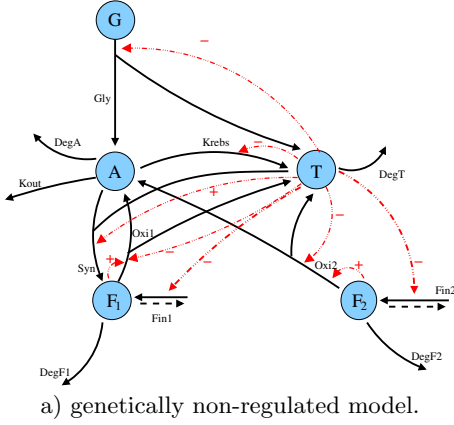 G
−
Gly
DegA
Krebs
−
A
T
Kout
+
DegT
Oxi1
−
−
Syn
+
−
Oxi2
+
−
F1
F2
Fin2
Fin1
DegF1
DegF2
a) genetically non-regulated model.